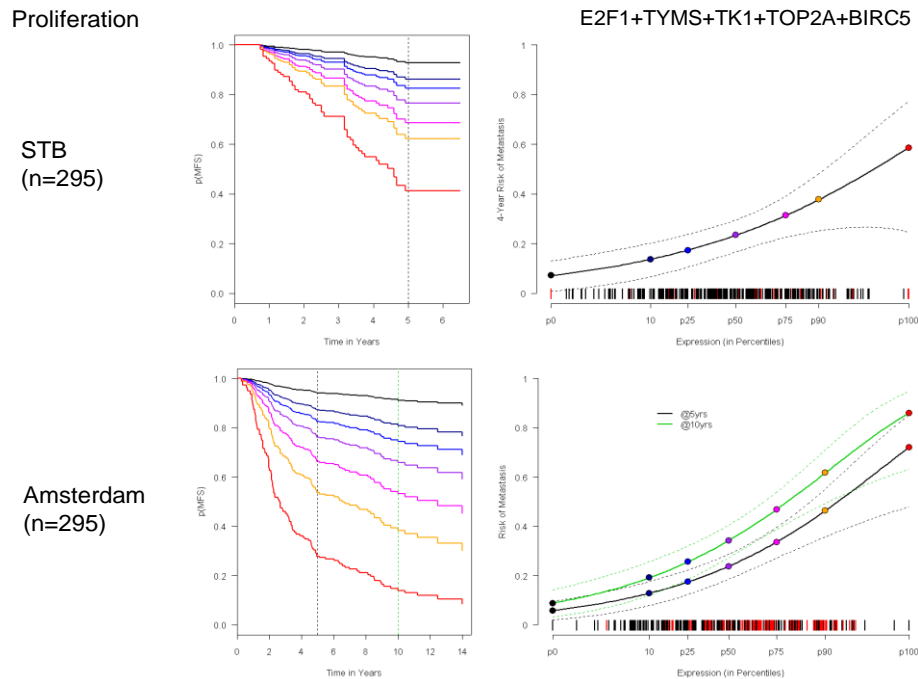 Proliferation
E2F1+TYMS+TK1+TOP2A+BIRC5
STB
(n=295)
p(MFS)
1.0
0.8
0.6
0.4
0.2
0.0
0 1 2 3 4 5 6
Time in Years
4-Year Risk of Metastasis
1.0
0.8
0.6
0.4
0.2
0
p0 10 p25 p50 p75 p90 p100
Expression (in Percentiles)
Amsterdam
(n=295)
p(MFS)
1.0
0.8
0.6
0.4
0.2
0.0
0 2 4 6 8 10 12 14
Time in Years
Risk of Metastasis
1.0
0.8
0.6
0.4
0.2
0
@5yrs
@10yrs
p0 10 p25 p50 p75 p90 p100
Expression (in Percentiles)